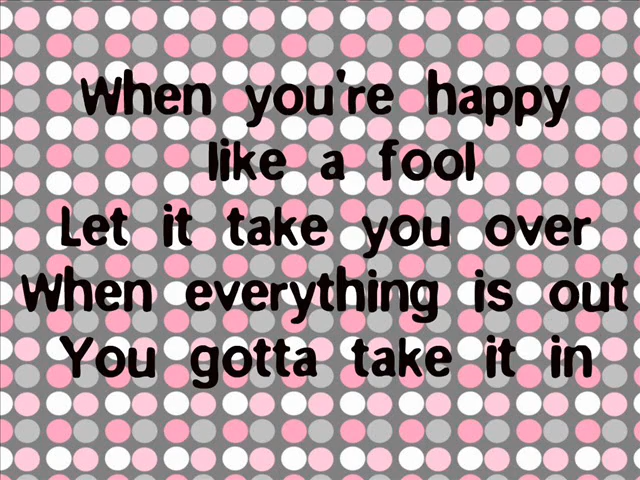 When you're happy
like a fool
Let it take you over
When everything is out
You gotta take it in